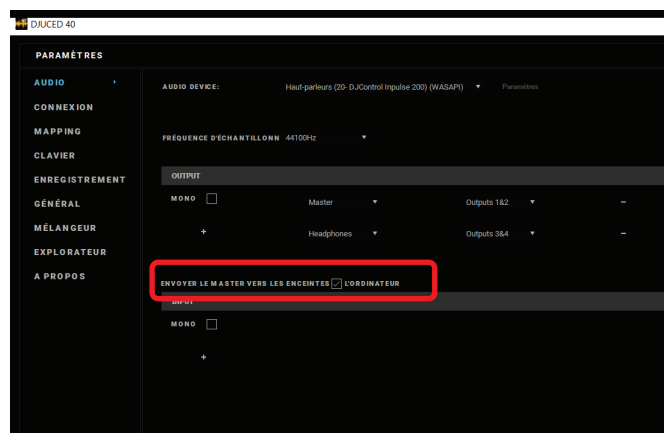 DJUCED 40
PARAMÈTRES
AUDIO
AUDIO DEVICE: Haut-parleurs (20- DJControl Inpulse 200) (WASAPI) Paramètres
CONNEXION
MAPPING
FRÉQUENCE D'ÉCHANTILLONN 44100Hz
CLAVIER
ENREGISTREMENT
OUTPUT
GÉNÉRAL
MONO Master Outputs 1&2 -
MÉLANGEUR
+ Headphones Outputs 3&4 -
EXPLORATEUR
A PROPOS
ENVOYER LE MASTER VERS LES ENCEINTES L'ORDINATEUR
INPUT
MONO
+